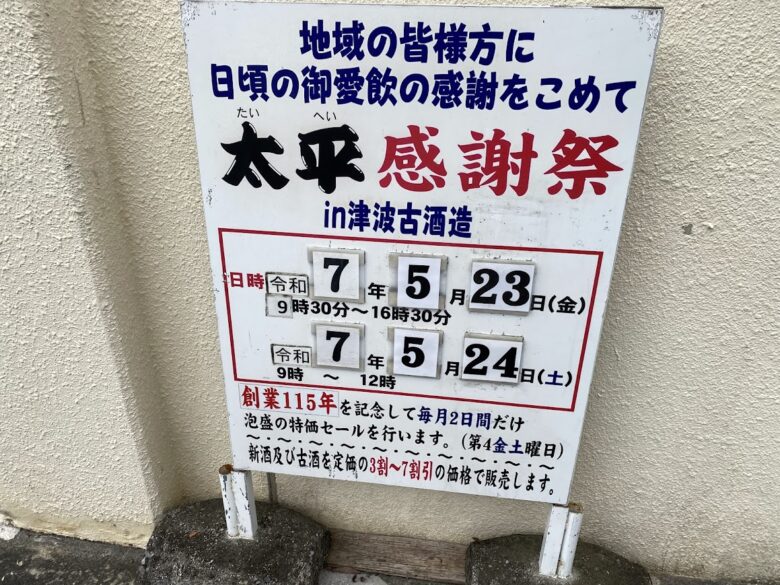 地域の皆様方に
日頃の御愛飲の感謝をこめて
たい へい
太平感謝祭
in津波古酒造
日時 令和 7年 5月 23日(金)
9時30分～16時30分
令和 7年 5月 24日(土)
9時 ～ 12時
創業115年を記念して毎月2日間だけ
泡盛の特価セールを行います。(第4金土曜日)
～・～・～・～・～・～・～・～・～・～
新酒及び古酒を定価の3割～7割引の価格で販売します。